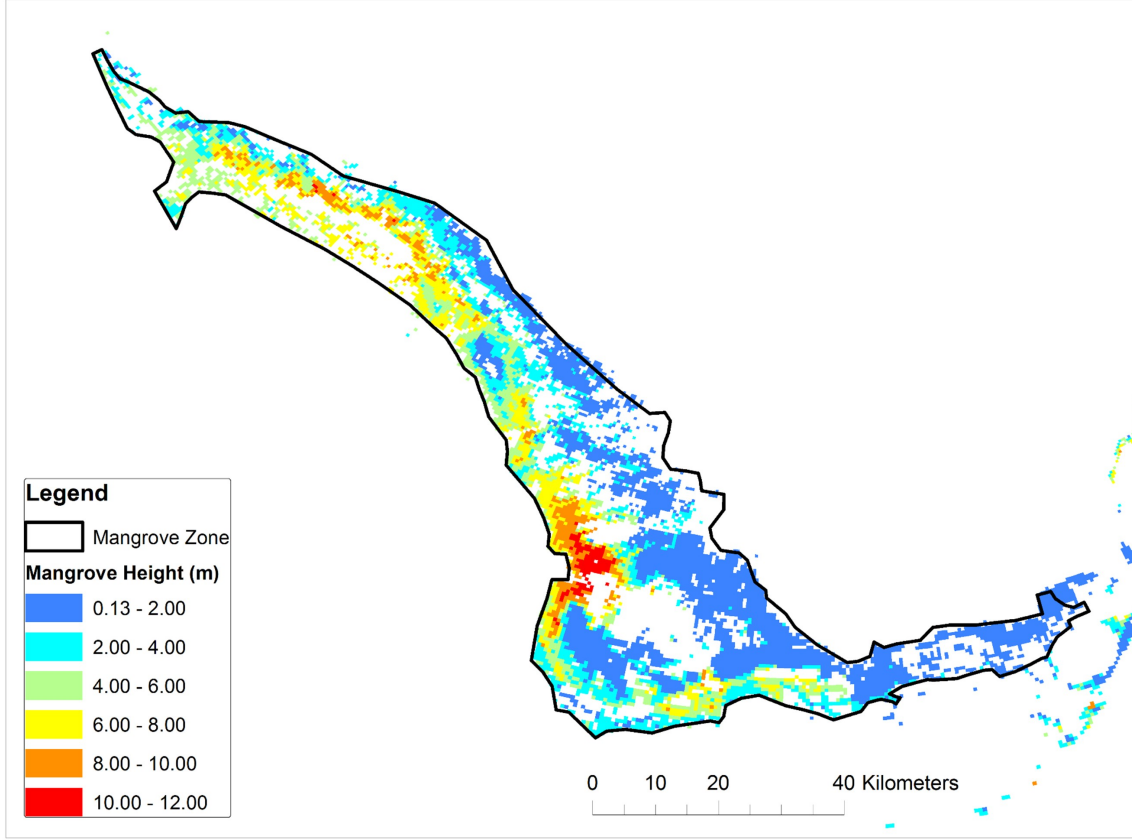 Legend
Mangrove Zone
Mangrove Height (m)
0.13 - 2.00
2.00 - 4.00
4.00 - 6.00
6.00 - 8.00
8.00 - 10.00
10.00 - 12.00
0 10 20 40 Kilometers